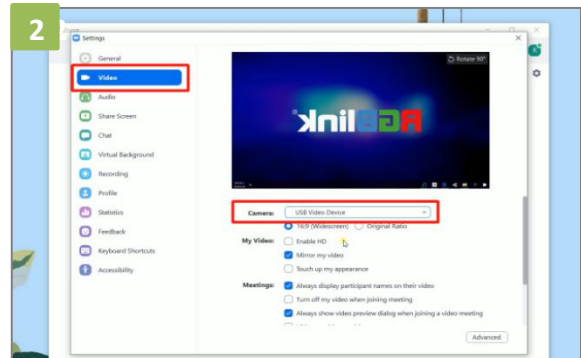 2
Settings
General
Rotate 90°
Video
Audio
Share Screen
Chat
RGBlink
Virtual Background
Recording
Profile
Statistics
Camera: USB Video Device
16:9 (Widescreen) Original Ratio
Feedback
My Video: Enable HD
Keyboard Shortcuts
Mirror my video
Accessibility
Touch up my appearance
Meetings: Always display participant names on their video
Turn off my video when joining meeting
Always show video preview dialog when joining a video meeting
Advanced